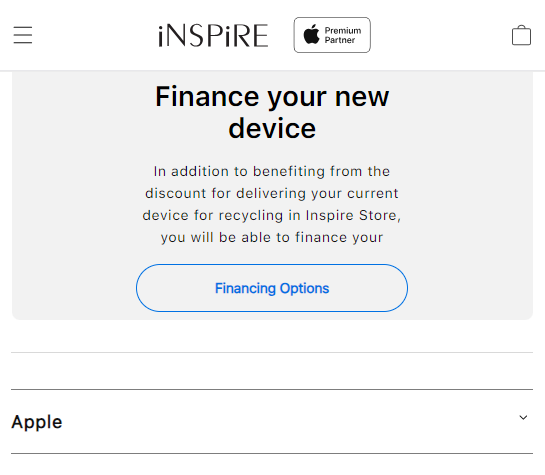 iNSPiRE
Premium
Partner
Finance your new
device
In addition to benefiting from the
discount for delivering your current
device for recycling in Inspire Store,
you will be able to finance your
Financing Options
Apple